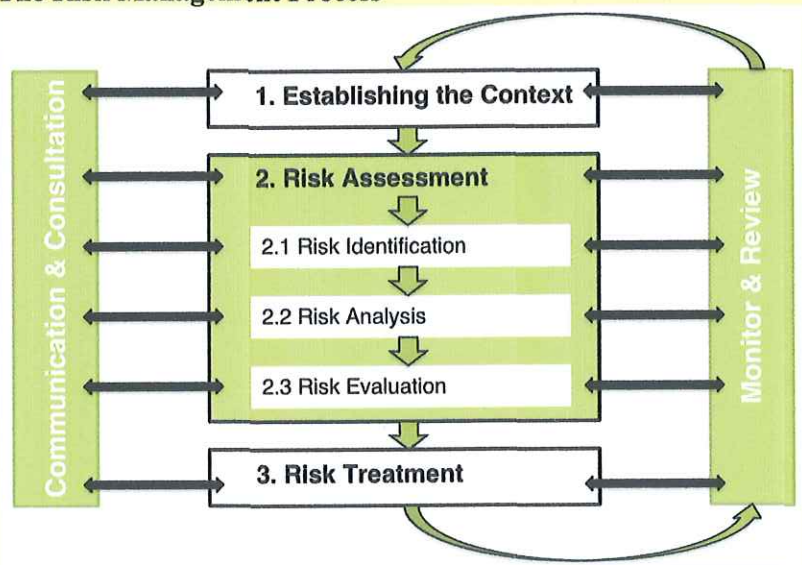 1. Establishing the Context
2. Risk Assessment
2.1 Risk Identification
2.2 Risk Analysis
2.3 Risk Evaluation
3. Risk Treatment
Communication & Consultation
Monitor & Review